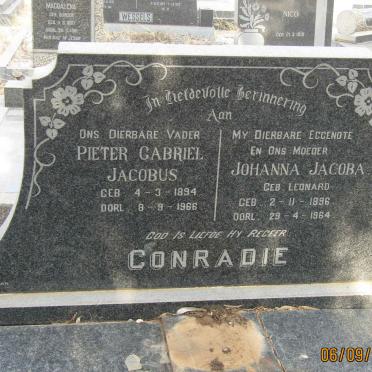 MAGDALENA
WESSELS
NICO
In Liefdevolle Herinnering
Aan
ONS DIERBARE VADER
PIETER GABRIEL
JACOBUS
GEB 4-3-1894
OORL 8-9-1966
MY DIERBARE EGGENOTE
EN ONS MOEDER
JOHANNA JACOBA
GEB LEONARD
GEB 2-11-1896
OORL 29-4-1964
GOD IS LIEFDE HY REGEER
CONRADIE
06/09